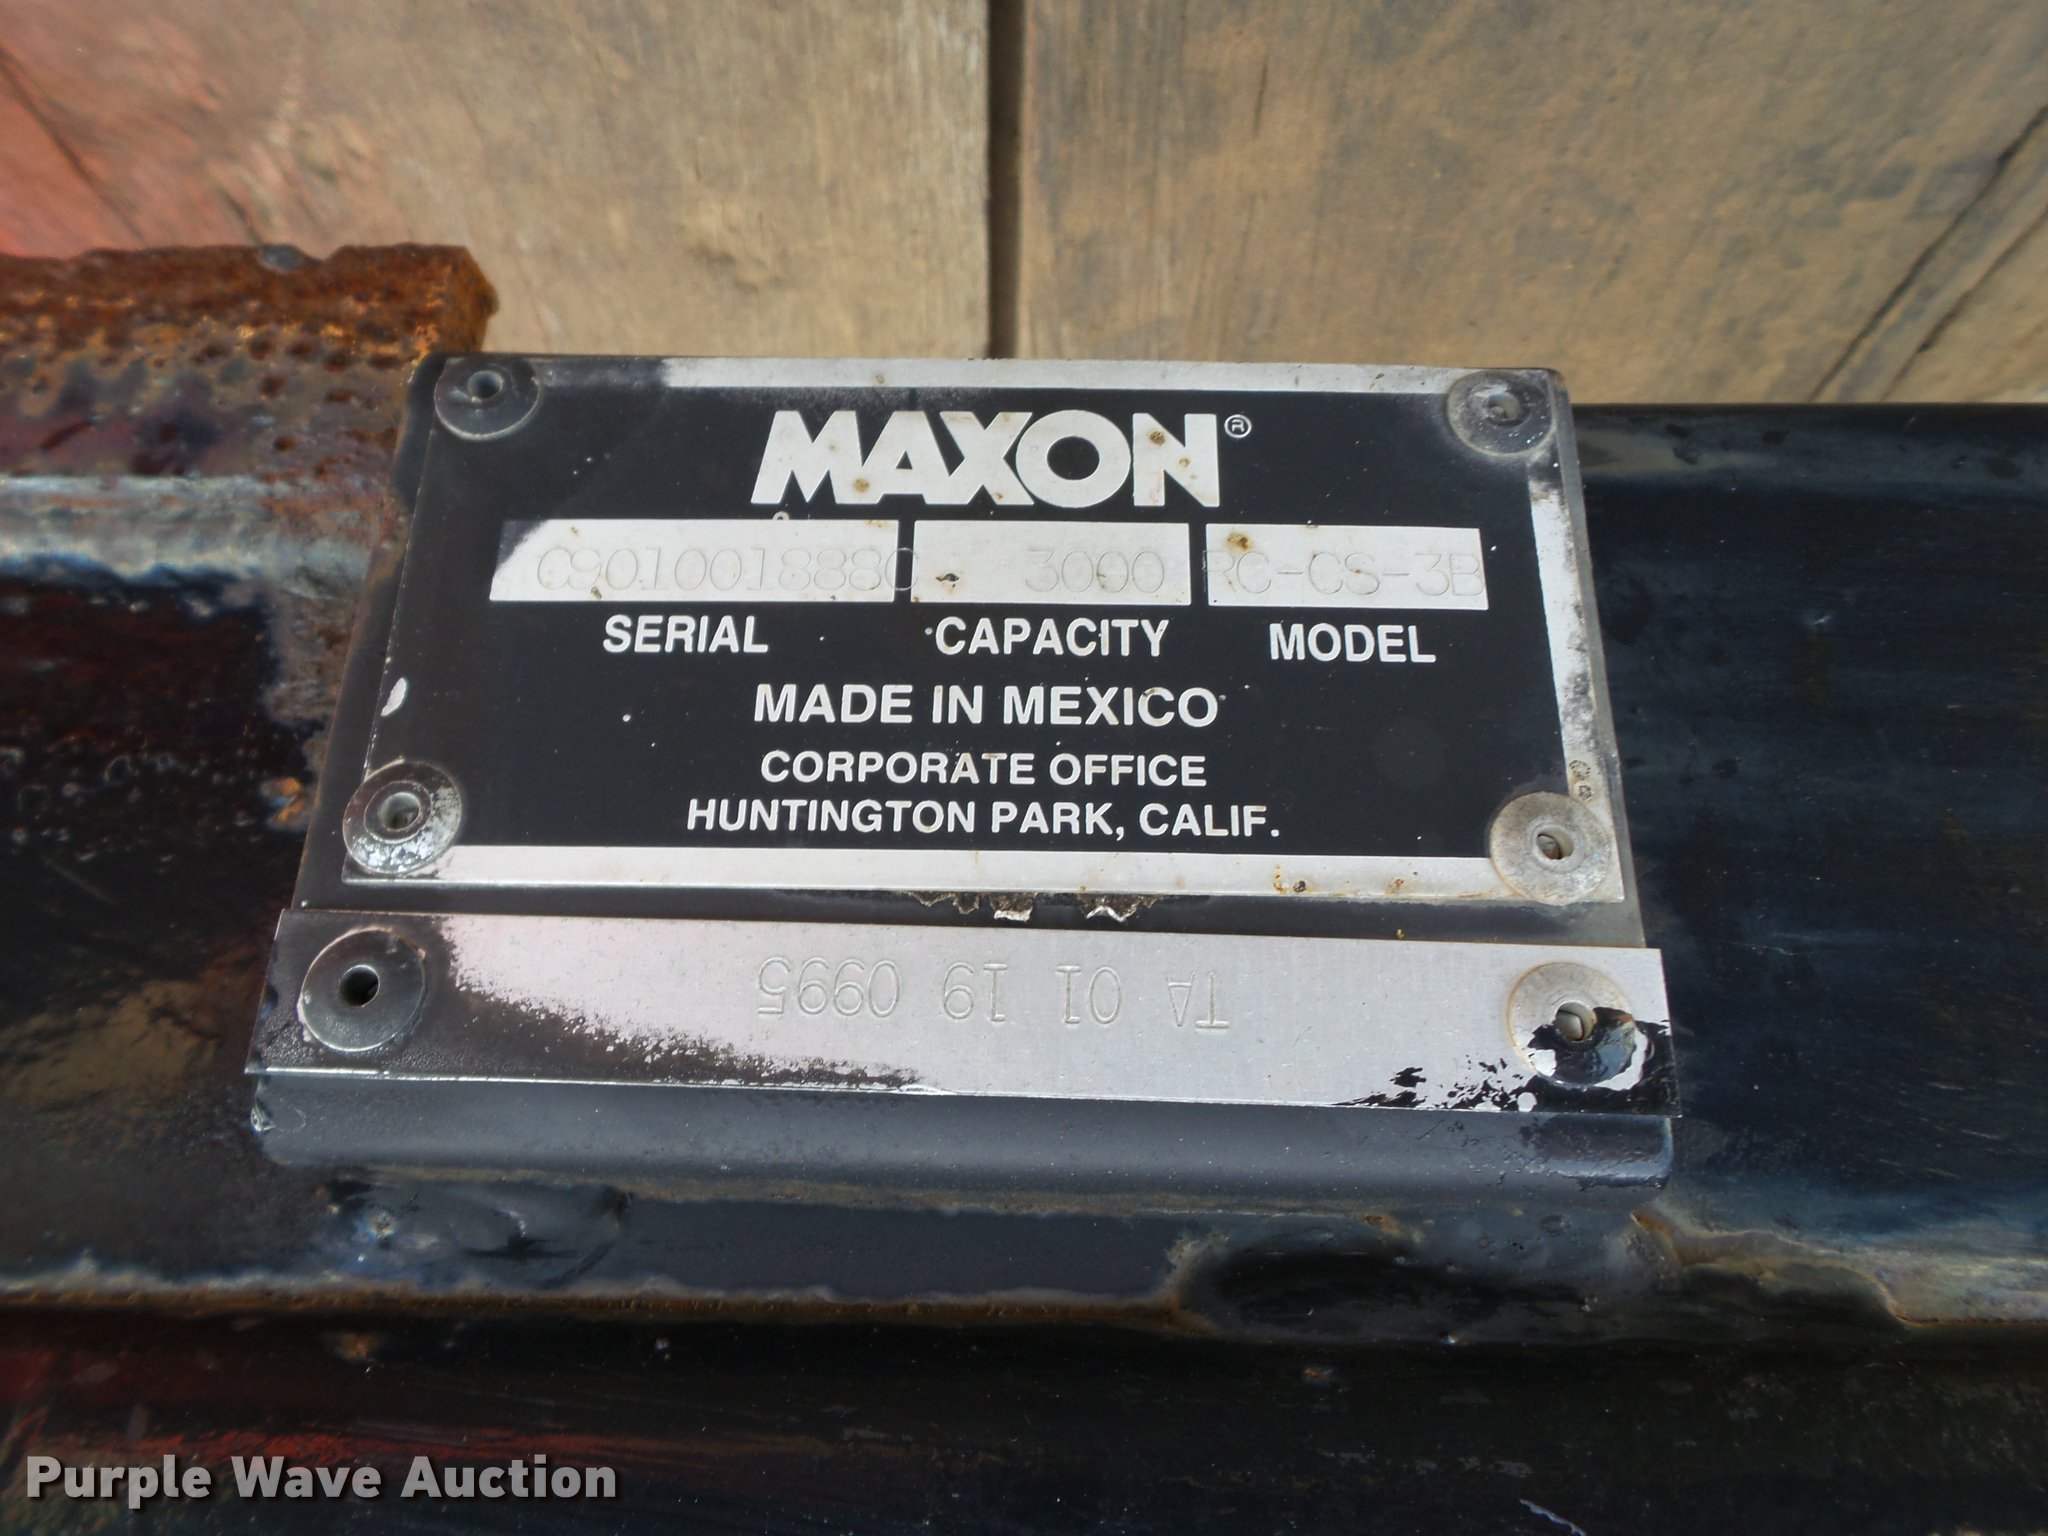 MAXON®
C901001888C 3000 RC-CS-3B
SERIAL CAPACITY MODEL
MADE IN MEXICO
CORPORATE OFFICE
HUNTINGTON PARK, CALIF.
TA 01 19 0995
Purple Wave Auction